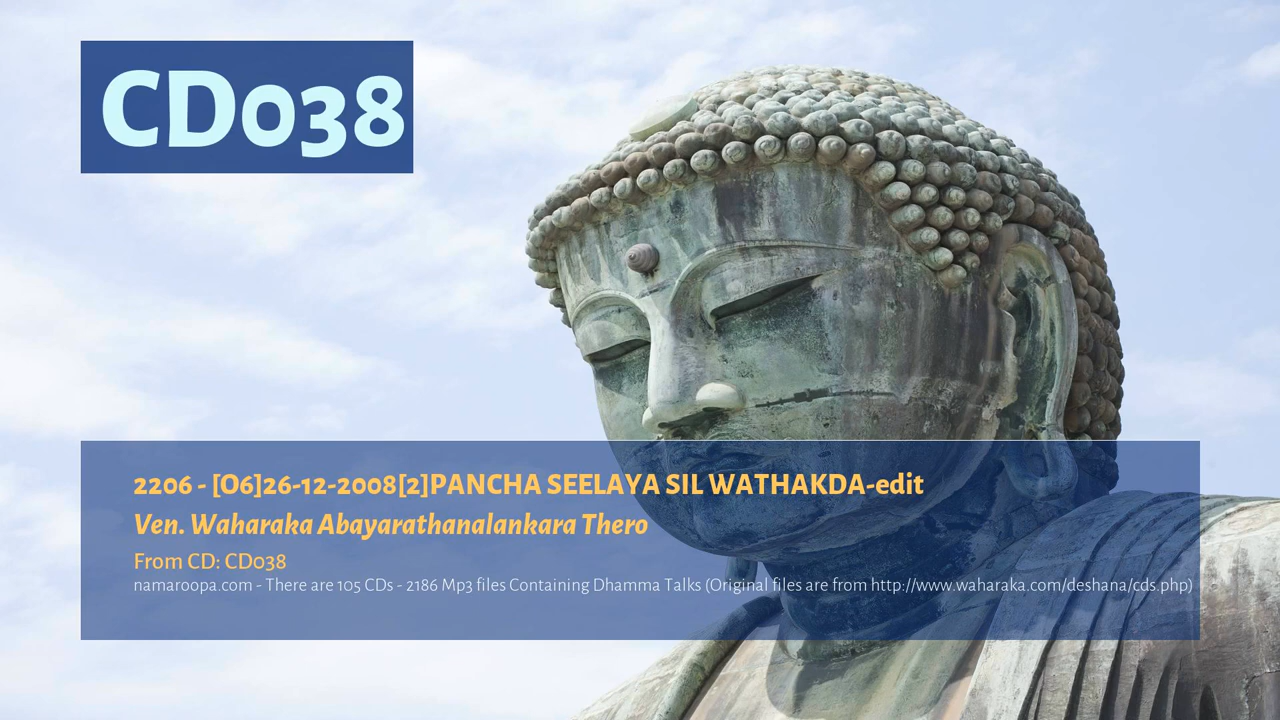 CD038
2206 - [O6]26-12-2008[2]PANCHA SEELAYA SIL WATHAKDA-edit
Ven. Waharaka Abayarathanalankara Thero
From CD: CD038
namaroopa.com - There are 105 CDs - 2186 Mp3 files Containing Dhamma Talks (Original files are from http://www.waharaka.com/deshana/cds.php)